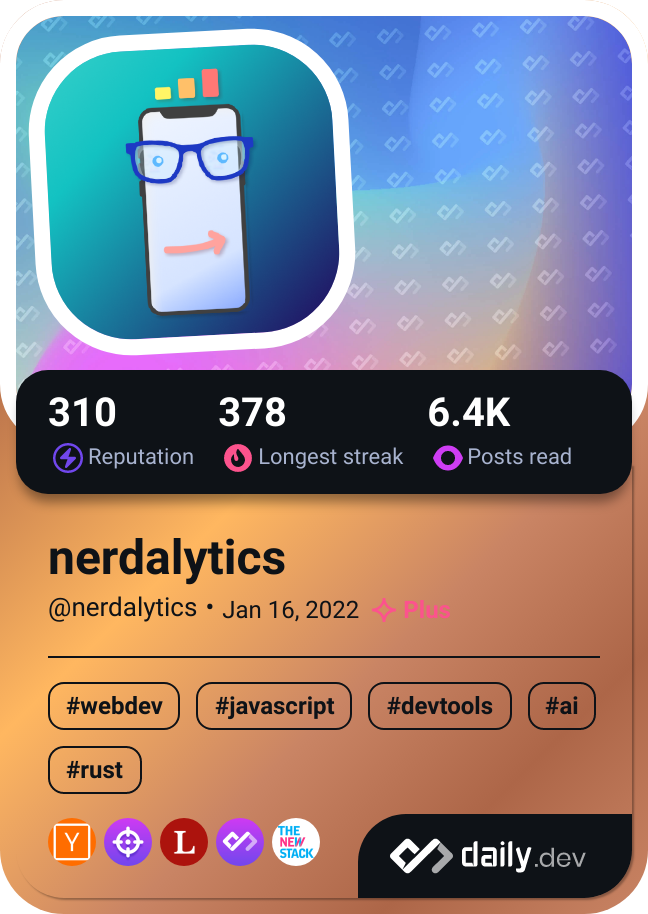 310 378 6.4K
Reputation Longest streak Posts read
nerdalytics
@nerdalytics • Jan 16, 2022 Plus
#webdev #javascript #devtools #ai
#rust
Y L THE NEW STACK
daily.dev